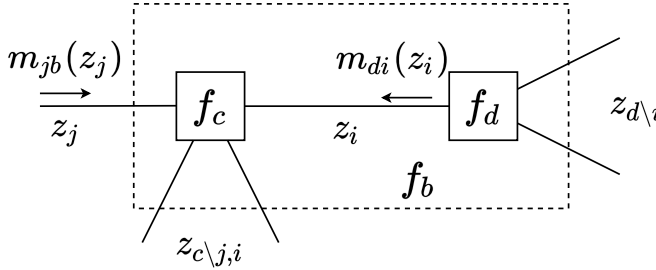 m_{jb}(z_j)
m_{di}(z_i)
f_c
f_d
z_{d\i
z_j
z_i
f_b
z_{c\j,i}